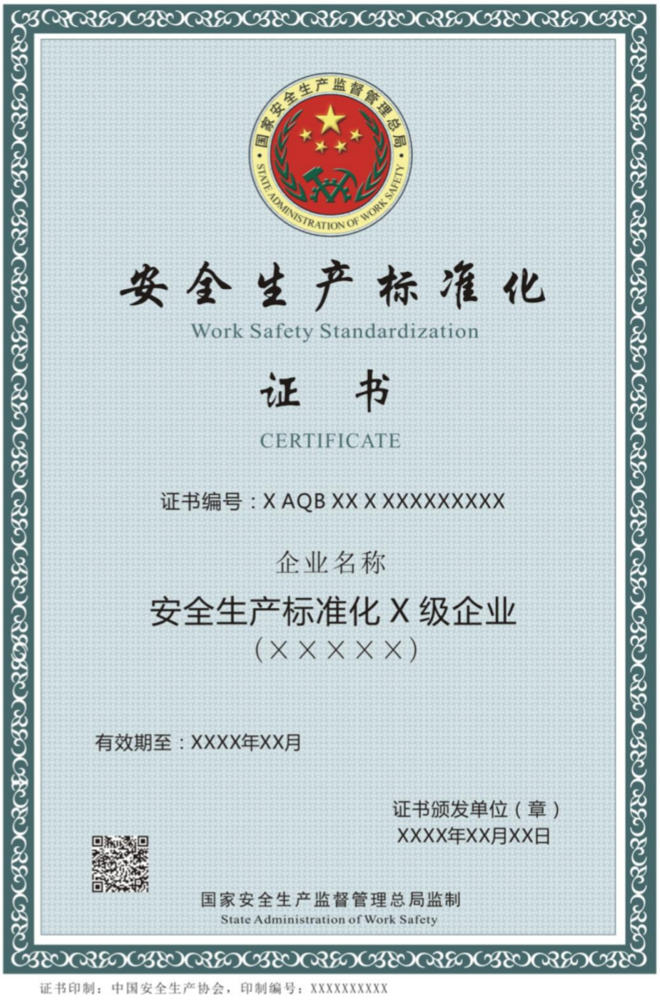 国家安全生产监督管理总局
STATE ADMINISTRATION OF WORK SAFETY
安全生产标准化
Work Safety Standardization
证 书
CERTIFICATE
证书编号：X AQB XX X XXXXXXXXX
企业名称
安全生产标准化 X 级企业
（×××××）
有效期至：XXXX年XX月
证书颁发单位（章）
XXXX年XX月XX日
国家安全生产监督管理总局监制
State Administration of Work Safety
证书印制：中国安全生产协会，印制编号：XXXXXXXXXX